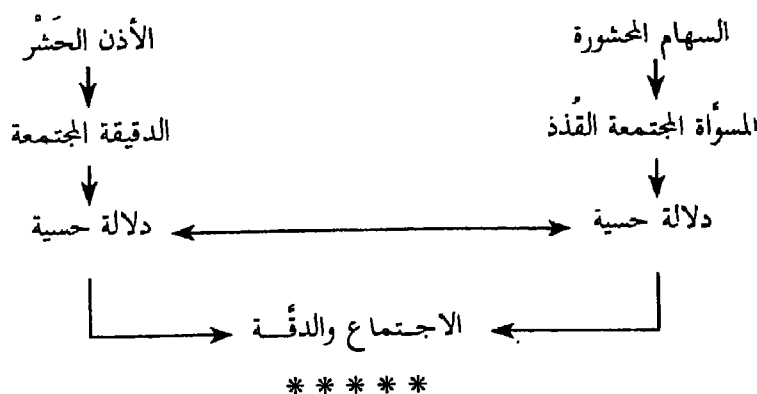 السهام المحشورة
الأذن الحَشْر
المسوَّاة المجتمعة القُذذ
الدقيقة المجتمعة
دلالة حسية
دلالة حسية
الاجتماع والدقَّة
*****